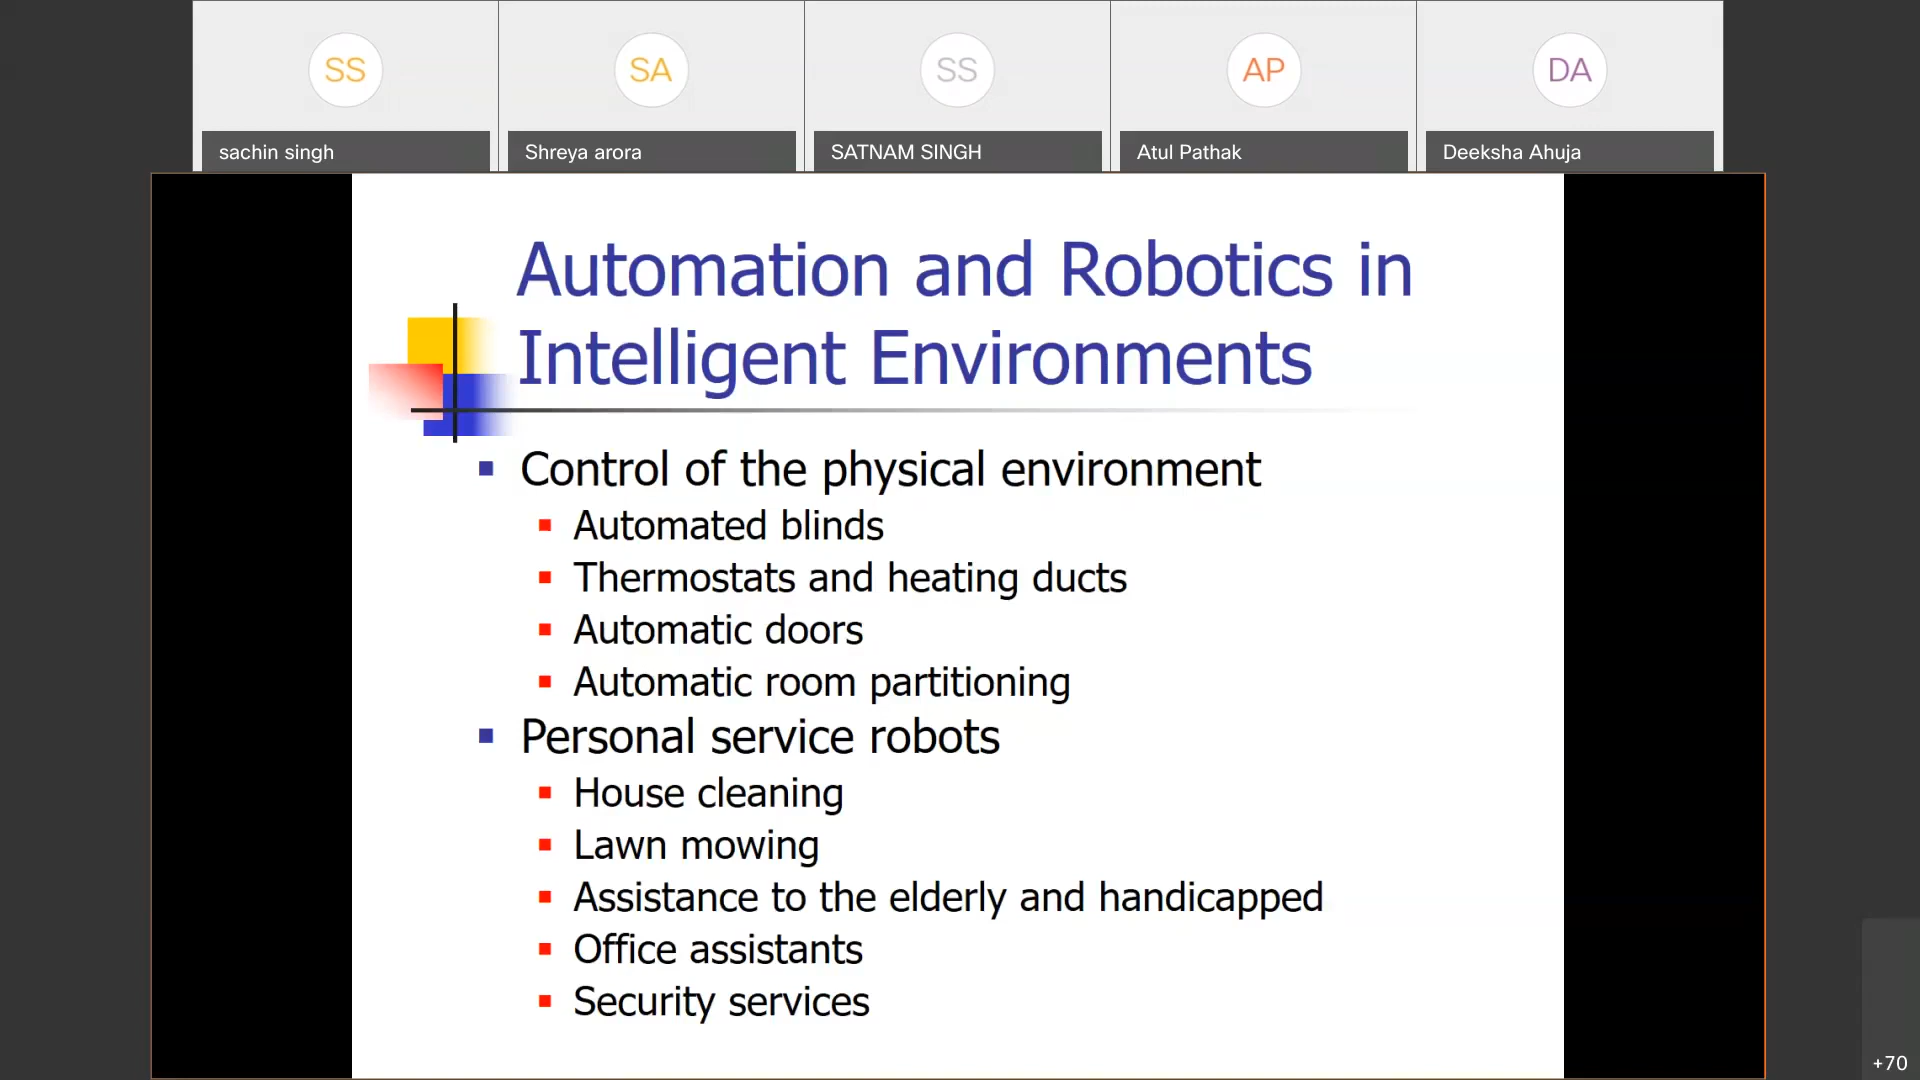 SS
SA
SS
AP
DA
sachin singh
Shreya arora
SATNAM SINGH
Atul Pathak
Deeksha Ahuja
Automation and Robotics in
Intelligent Environments
Control of the physical environment
Automated blinds
Thermostats and heating ducts
Automatic doors
Automatic room partitioning
Personal service robots
House cleaning
Lawn mowing
Assistance to the elderly and handicapped
Office assistants
Security services
+70